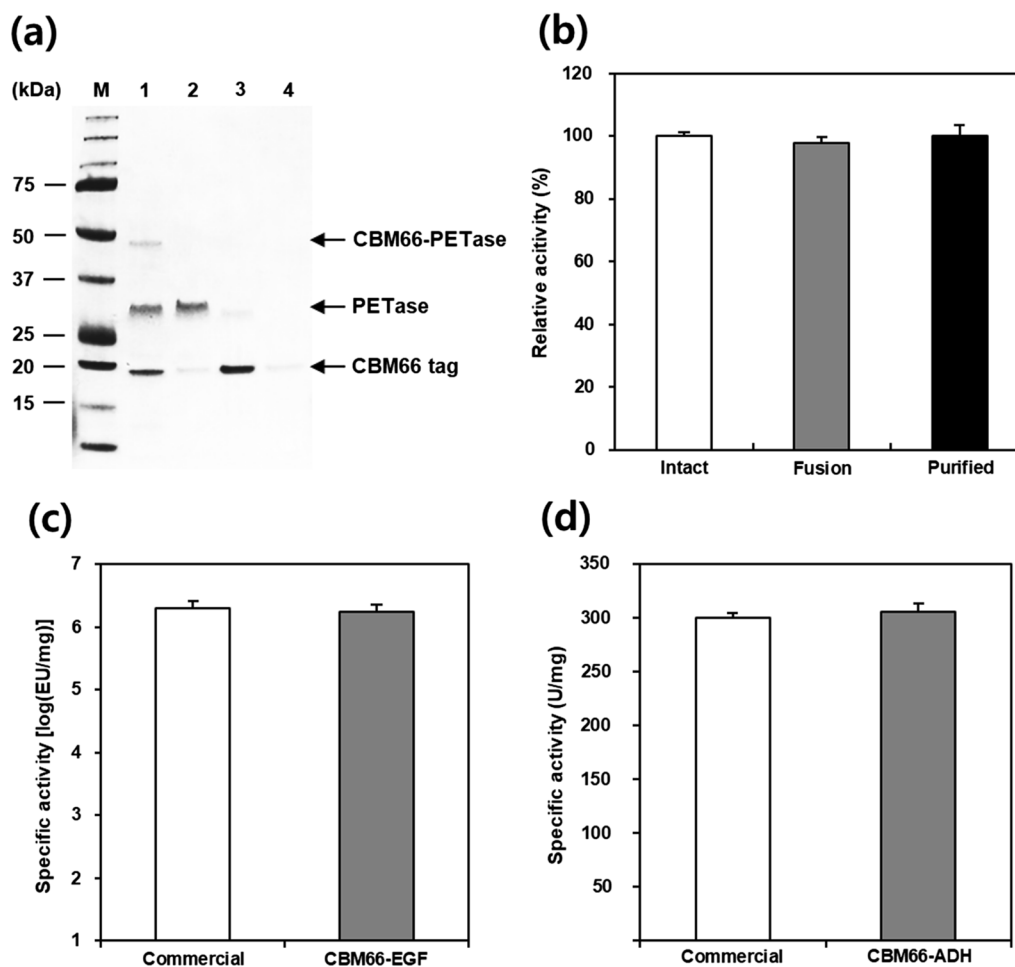 (a)
(kDa) M 1 2 3 4
75
50
37
25
20
15
CBM66-PETase
PETase
CBM66 tag
(b)
Relative acitivity (%)
120
100
80
60
40
20
0
Intact Fusion Purified
(c)
Specific activity [log(EU/mg)]
7
6
5
4
3
2
1
Commercial CBM66-EGF
(d)
Specific activity (U/mg)
350
300
250
200
150
100
50
Commercial CBM66-ADH